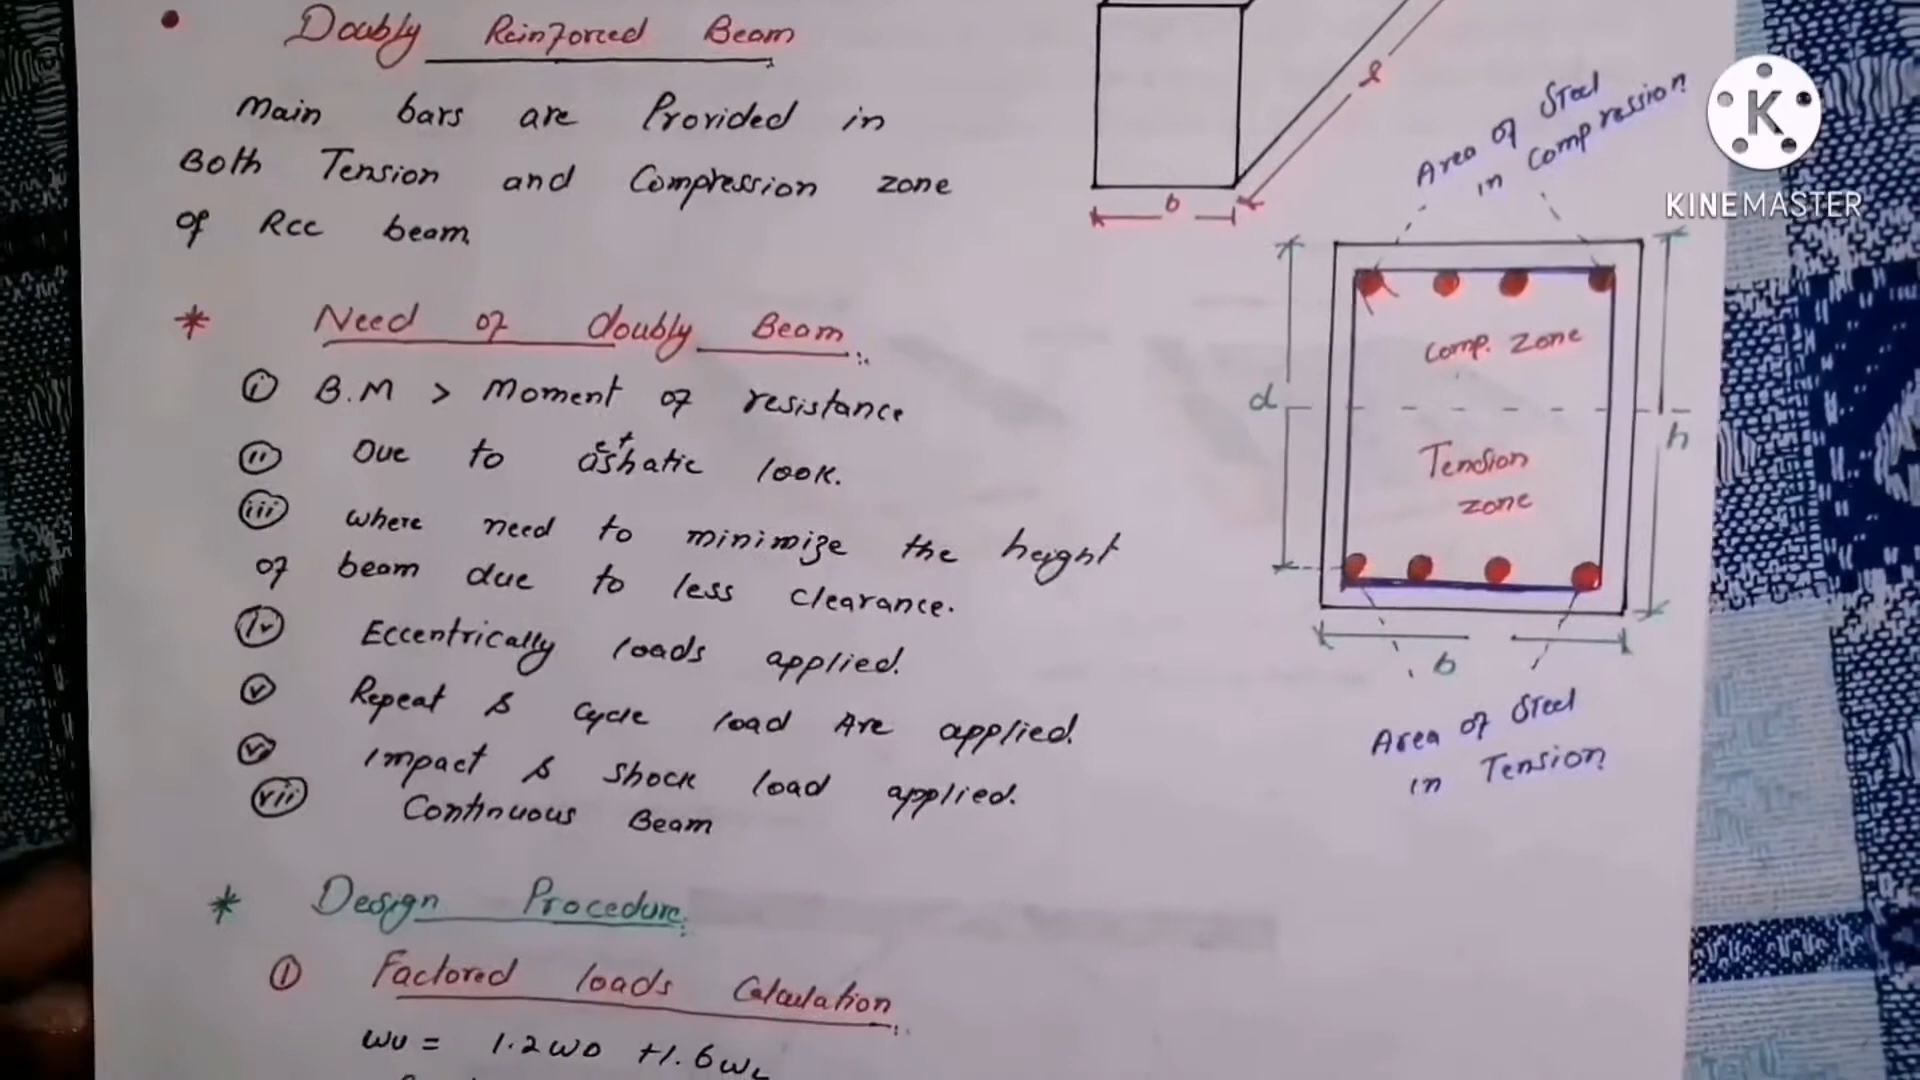 Doubly Reinforced Beam
Main bars are Provided in
Both Tension and Compression zone
of Rcc beam
* Need of doubly Beam
(i) B.M > Moment of resistance
(ii) Due to look.
(iii) where need to minimize the height
of beam due to less clearance.
(iv) Eccentrically loads applied.
(v) Repeat & cycle load Are applied.
(v) Impact & shock load applied.
(vii) Continuous Beam
* Design Procedure
(1) Factored loads Calculation
wu = 1.2wD + 1.6wL
l
b
Area of Steel
in Compression
K
KINEMASTER
Comp. Zone
d
h
Tension
zone
b
Area of Steel
in Tension